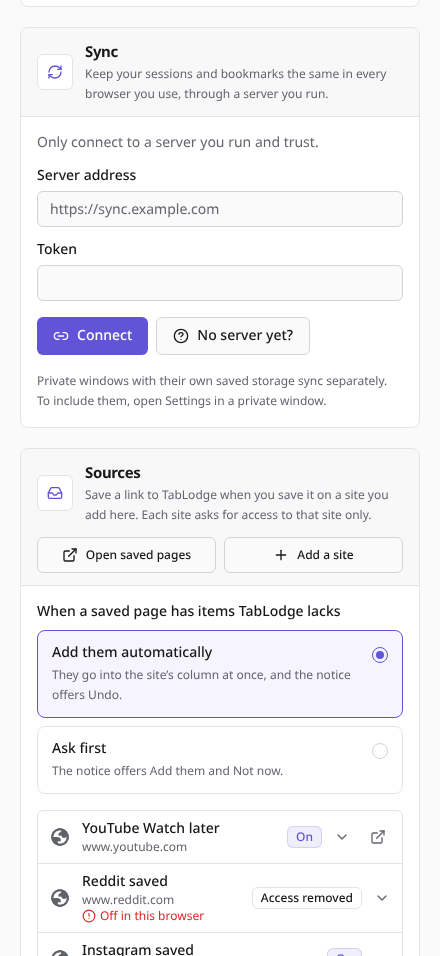 Sync
Keep your sessions and bookmarks the same in every
browser you use, through a server you run.
Only connect to a server you run and trust.
Server address
https://sync.example.com
Token
Connect
No server yet?
Private windows with their own saved storage sync separately.
To include them, open Settings in a private window.
Sources
Save a link to TabLodge when you save it on a site you
add here. Each site asks for access to that site only.
Open saved pages
Add a site
When a saved page has items TabLodge lacks
Add them automatically
They go into the site’s column at once, and the notice
offers Undo.
Ask first
The notice offers Add them and Not now.
YouTube Watch later
www.youtube.com
On
Reddit saved
www.reddit.com
Off in this browser
Access removed
Instagram saved
On